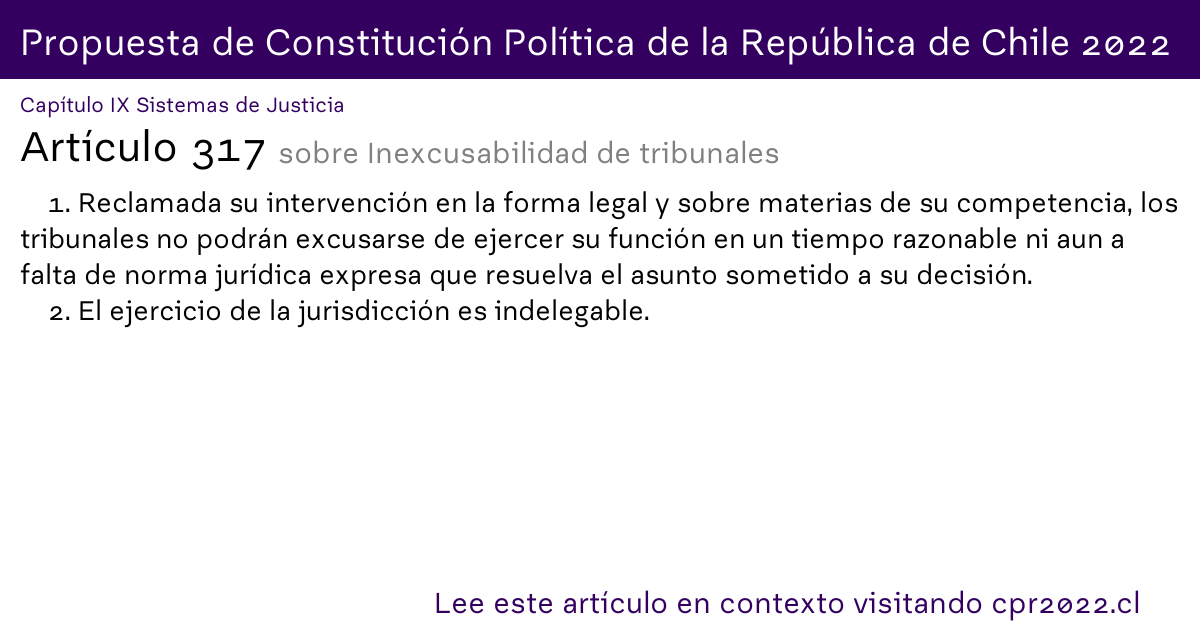 Propuesta de Constitución Política de la República de Chile 2022
Capítulo IX Sistemas de Justicia
Artículo 317 sobre Inexcusabilidad de tribunales
1. Reclamada su intervención en la forma legal y sobre materias de su competencia, los
tribunales no podrán excusarse de ejercer su función en un tiempo razonable ni aun a
falta de norma jurídica expresa que resuelva el asunto sometido a su decisión.
2. El ejercicio de la jurisdicción es indelegable.
Lee este artículo en contexto visitando cpr2022.cl